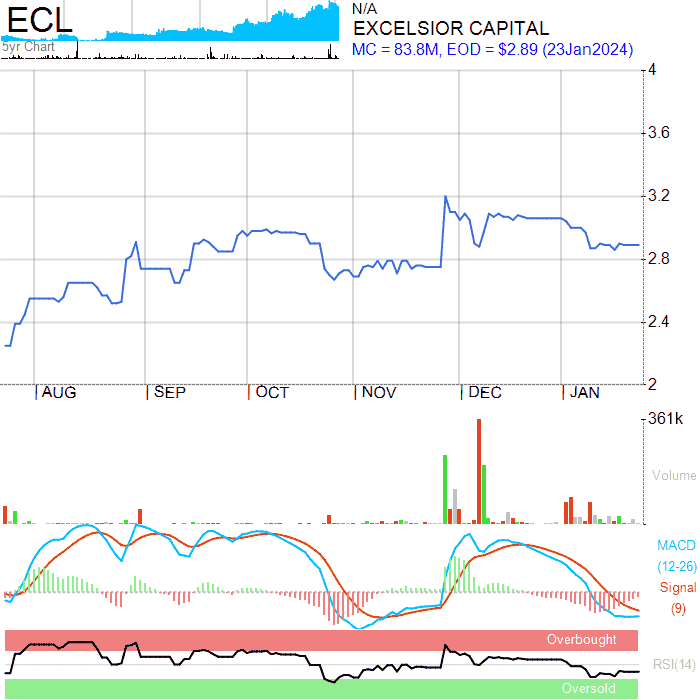 ECL
5yr Chart
N/A
EXCELSIOR CAPITAL
MC = 83.8M, EOD = $2.89 (23Jan2024)
4
3.6
3.2
2.8
2.4
2
AUG SEP OCT NOV DEC JAN
361k
Volume
MACD
(12-26)
Signal
(9)
Overbought
RSI(14)
Oversold